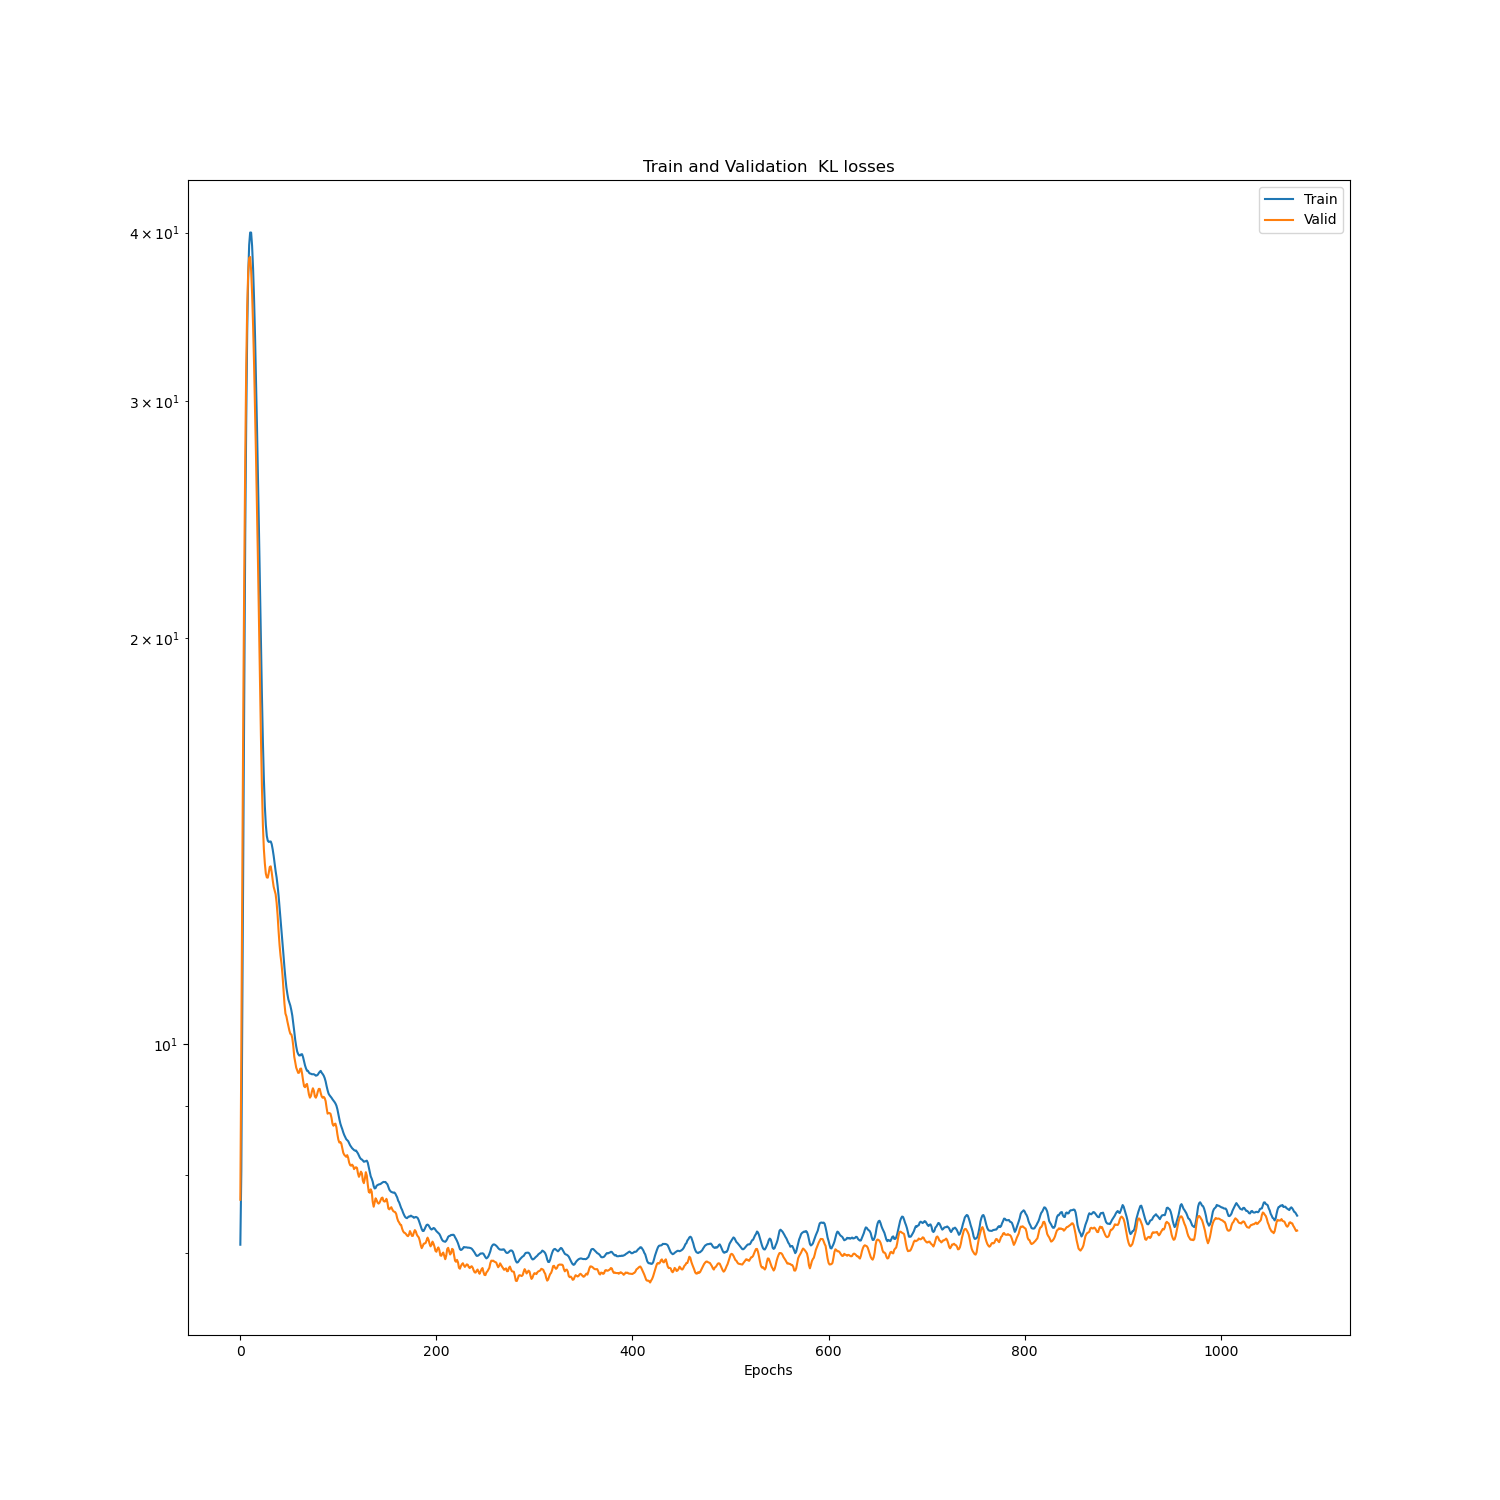 Train and Validation  KL losses
Train
Valid
4 × 10¹
3 × 10¹
2 × 10¹
10¹
0 200 400 600 800 1000
Epochs